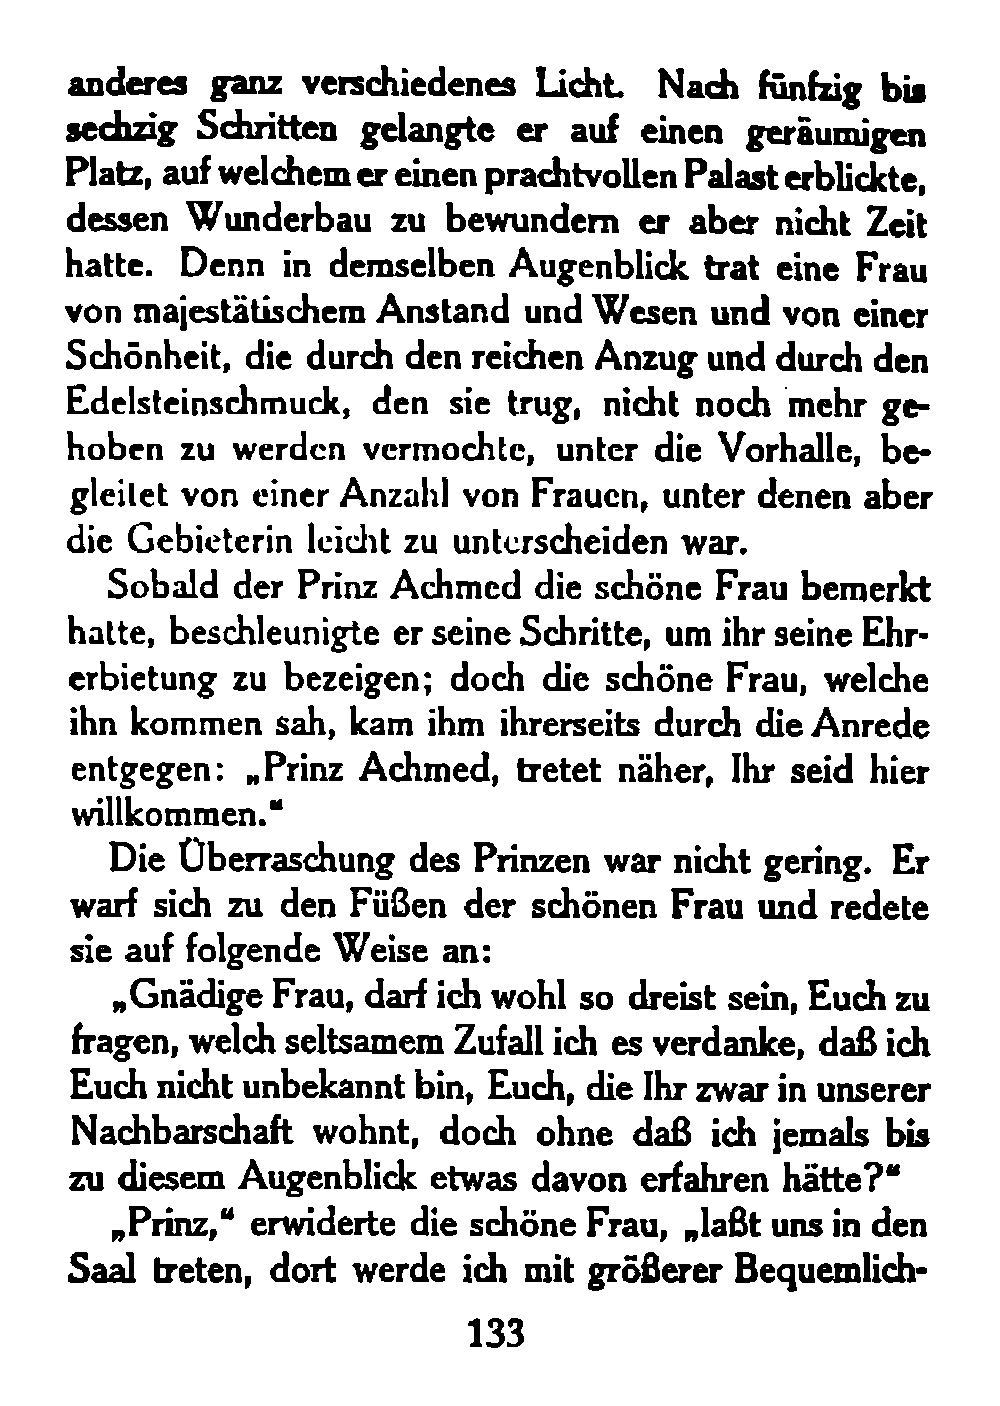 anderes ganz verschiedenes Licht. Nach fünfzig bis
sechzig Schritten gelangte er auf einen geräumigen
Platz, auf welchem er einen prachtvollen Palast erblickte,
dessen Wunderbau zu bewundern er aber nicht Zeit
hatte. Denn in demselben Augenblick trat eine Frau
von majestätischem Anstand und Wesen und von einer
Schönheit, die durch den reichen Anzug und durch den
Edelsteinschmuck, den sie trug, nicht noch mehr ge-
hoben zu werden vermochte, unter die Vorhalle, be-
gleitet von einer Anzahl von Frauen, unter denen aber
die Gebieterin leicht zu unterscheiden war.
Sobald der Prinz Achmed die schöne Frau bemerkt
hatte, beschleunigte er seine Schritte, um ihr seine Ehr-
erbietung zu bezeigen; doch die schöne Frau, welche
ihn kommen sah, kam ihm ihrerseits durch die Anrede
entgegen: „Prinz Achmed, tretet näher, Ihr seid hier
willkommen.“
Die Überraschung des Prinzen war nicht gering. Er
warf sich zu den Füßen der schönen Frau und redete
sie auf folgende Weise an:
„Gnädige Frau, darf ich wohl so dreist sein, Euch zu
fragen, welch seltsamem Zufall ich es verdanke, daß ich
Euch nicht unbekannt bin, Euch, die Ihr zwar in unserer
Nachbarschaft wohnt, doch ohne daß ich jemals bis
zu diesem Augenblick etwas davon erfahren hätte?“
„Prinz,“ erwiderte die schöne Frau, „laßt uns in den
Saal treten, dort werde ich mit größerer Bequemlich-
133